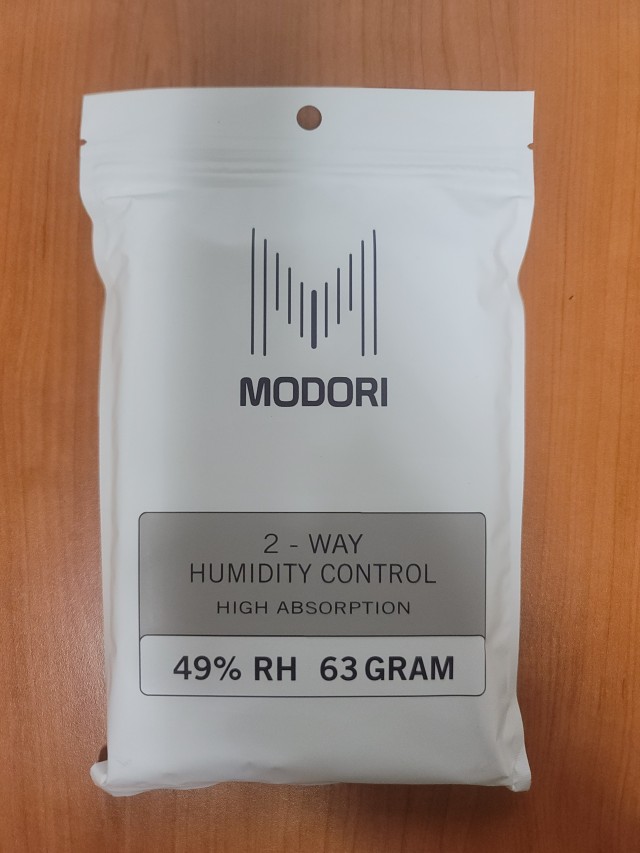 MODORI
2 - WAY
HUMIDITY CONTROL
HIGH ABSORPTION
49% RH 63 GRAM